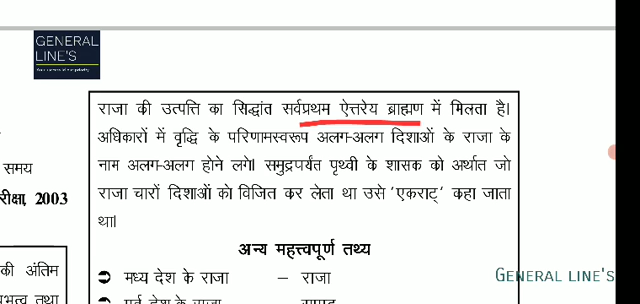 GENERAL
LINE'S
राजा की उत्पत्ति का सिद्धांत सर्वप्रथम ऐत्तरेय ब्राह्मण में मिलता है।
अधिकारों में वृद्धि के परिणामस्वरूप अलग-अलग दिशाओं के राजा के
नाम अलग-अलग होने लगे। समुद्रपर्यंत पृथ्वी के शासक को अर्थात जो
समय
राजा चारों दिशाओं को विजित कर लेता था उसे 'एकराट्' कहा जाता
रीक्षा, 2003
था।
अन्य महत्त्वपूर्ण तथ्य
की अंतिम
➲ मध्य देश के राजा – राजा
GENERAL LINE'S